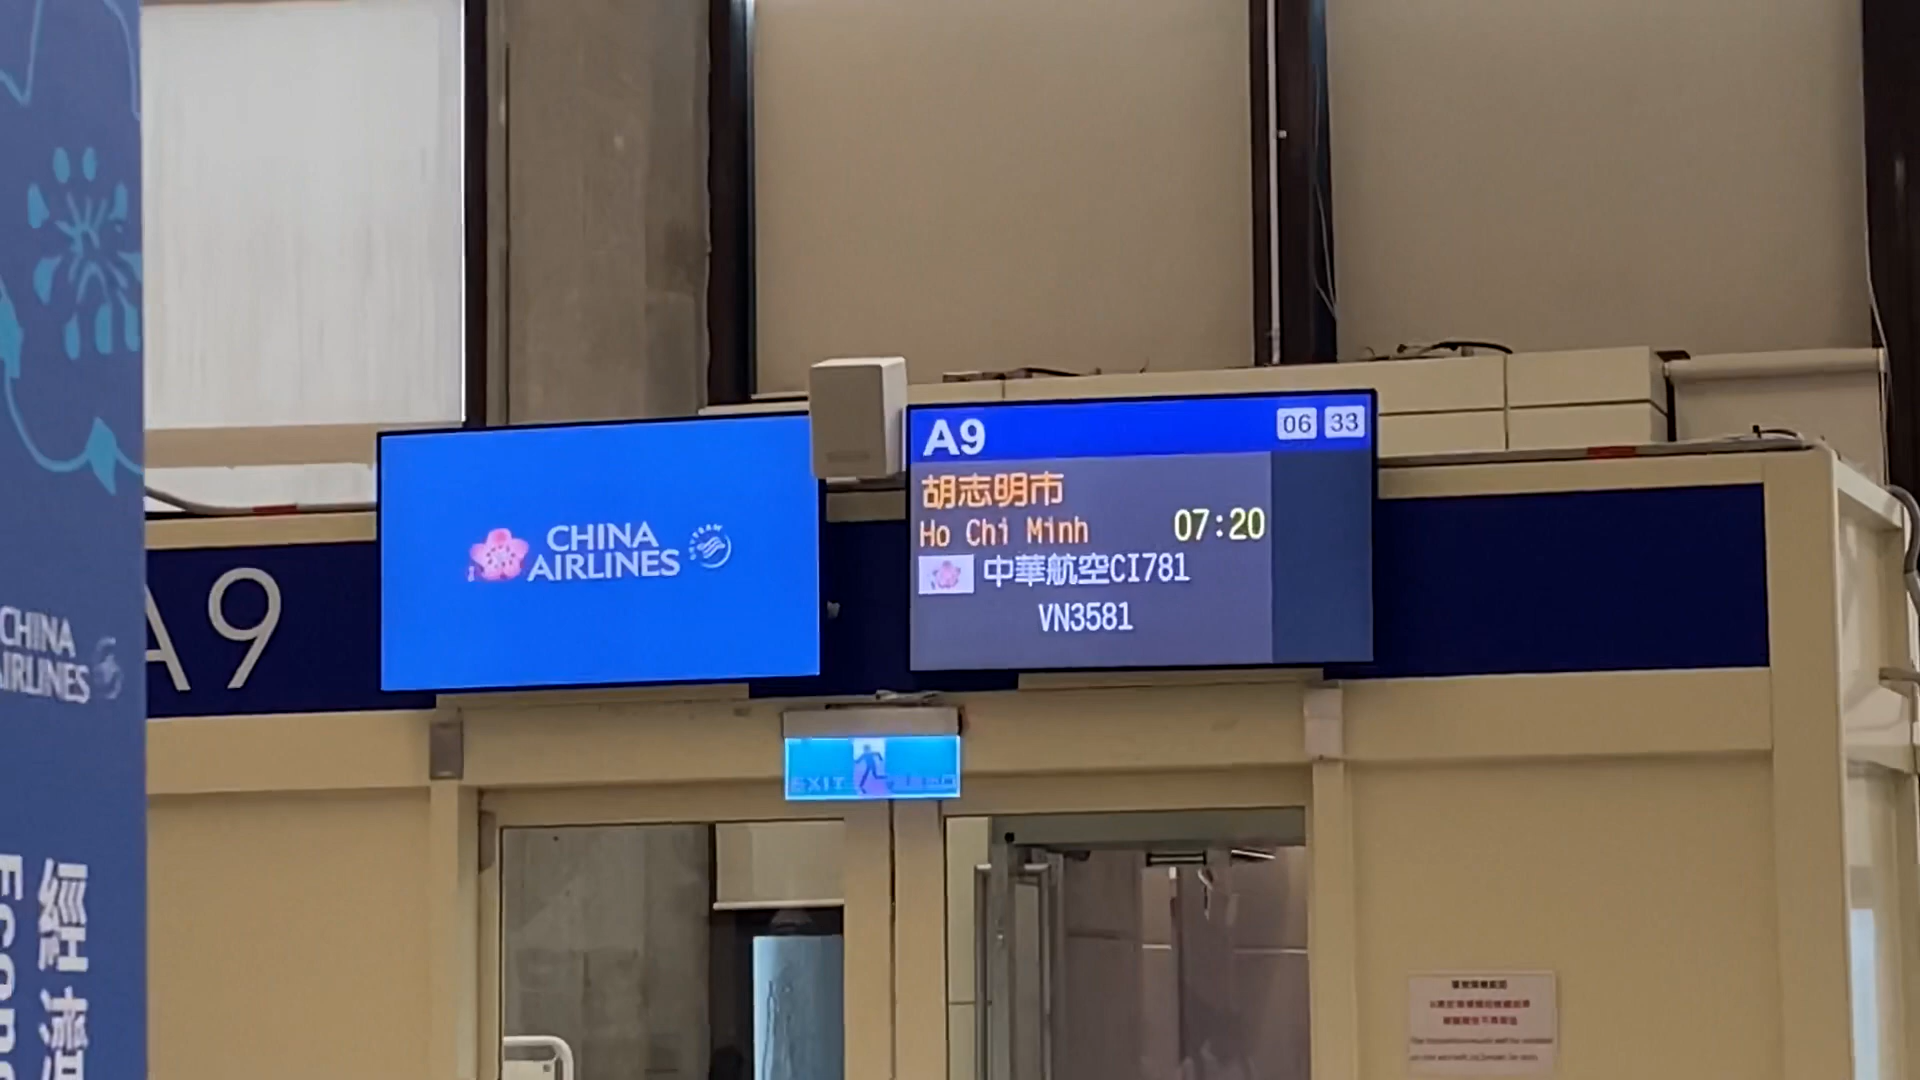 A9
CHINA
AIRLINES
A9
06 33
胡志明市
Ho Chi Minh
07:20
中華航空CI781
VN3581
EXIT
CHINA
AIRLINES
經濟